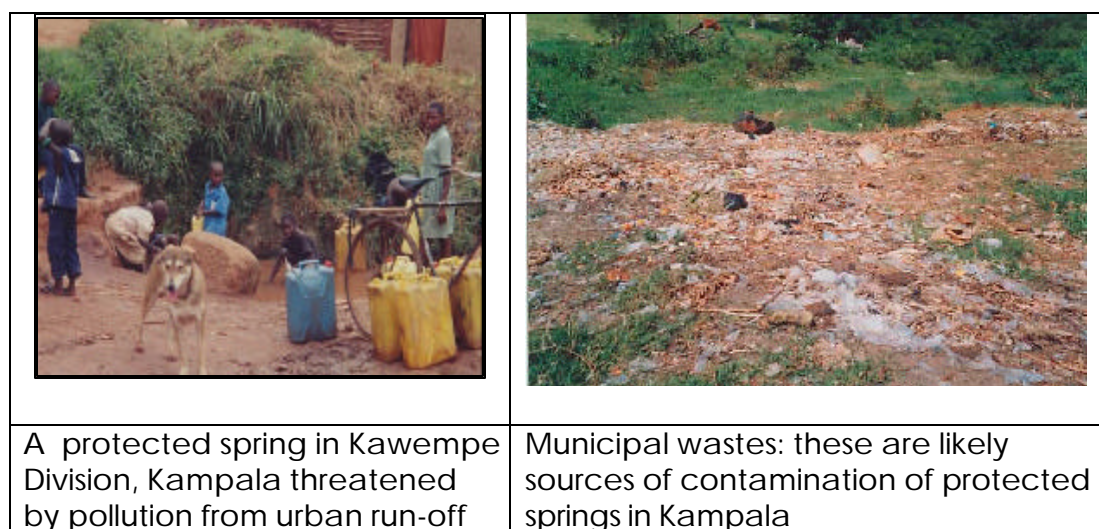 A protected spring in Kawempe
Division, Kampala threatened
by pollution from urban run-off
Municipal wastes: these are likely
sources of contamination of protected
springs in Kampala